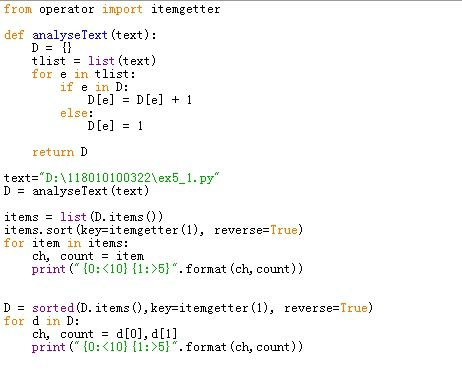 from operator import itemgetter
def analyseText(text):
    D = {}
    tlist = list(text)
    for e in tlist:
        if e in D:
            D[e] = D[e] + 1
        else:
            D[e] = 1
    return D
text="D:\118010100322\ex5_1.py"
D = analyseText(text)
items = list(D.items())
items.sort(key=itemgetter(1), reverse=True)
for item in items:
    ch, count = item
    print("{0:<10}{1:>5}".format(ch,count))
D = sorted(D.items(),key=itemgetter(1), reverse=True)
for d in D:
    ch, count = d[0],d[1]
    print("{0:<10}{1:>5}".format(ch,count))